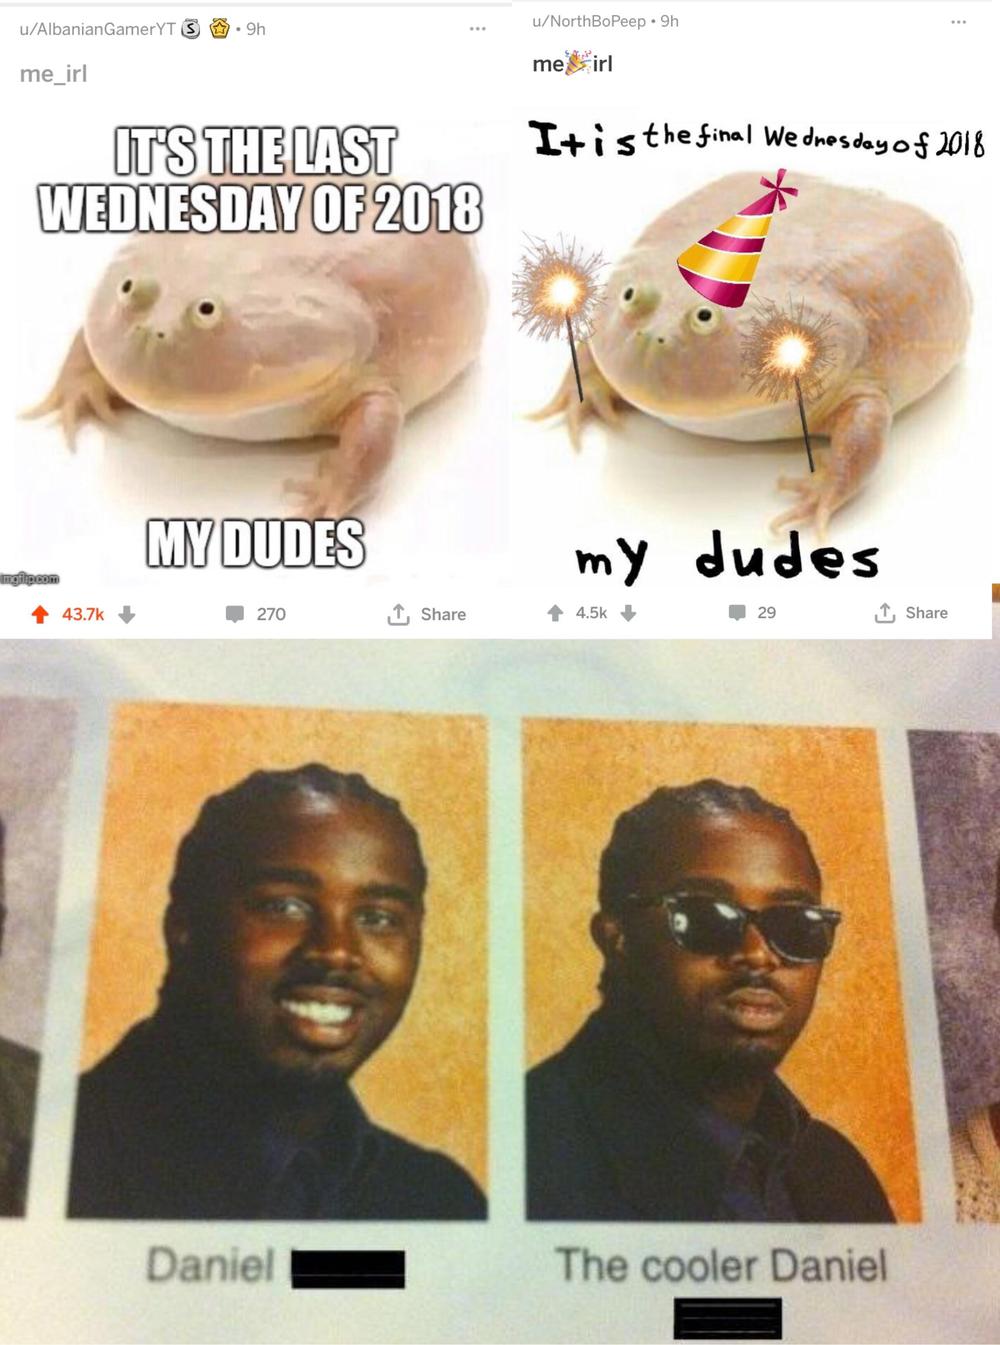 u/AlbanianGamerYT S • 9h
me_irl
IT'S THE LAST
WEDNESDAY OF 2018
MY DUDES
imgflip.com
43.7k 270 Share
u/NorthBoPeep • 9h
me🎉irl
It is the final Wednesday of 2018
my dudes
4.5k 29 Share
Daniel
The cooler Daniel